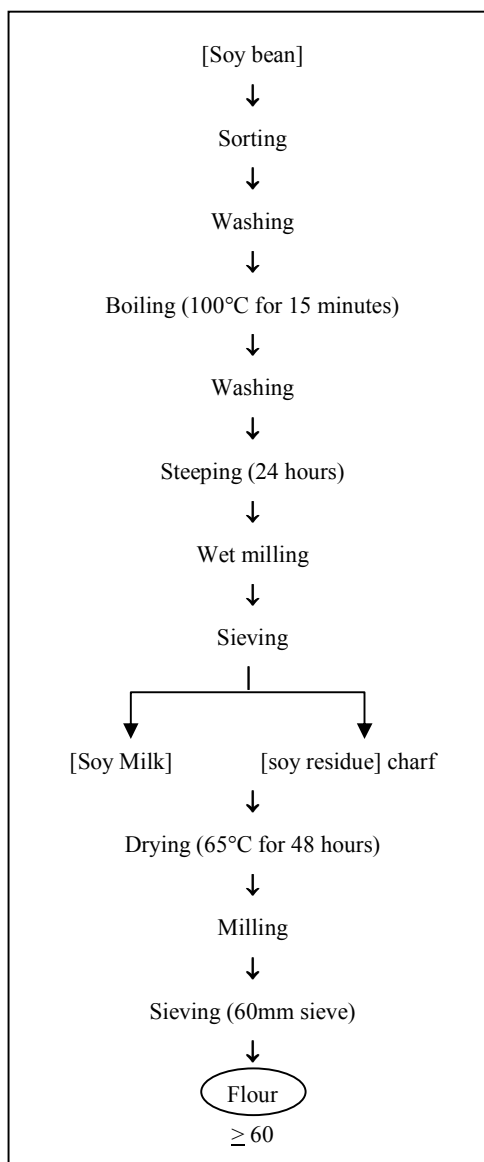 [Soy bean]
↓
Sorting
↓
Washing
↓
Boiling (100°C for 15 minutes)
↓
Washing
↓
Steeping (24 hours)
↓
Wet milling
↓
Sieving
[Soy Milk] [soy residue] charf
↓
Drying (65°C for 48 hours)
↓
Milling
↓
Sieving (60mm sieve)
↓
Flour
≥ 60